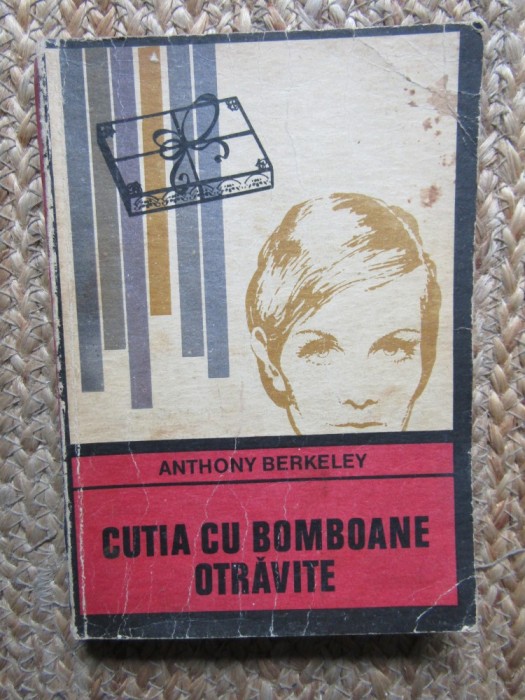 ANTHONY BERKELEY
CUTIA CU BOMBOANE
OTRĂVITE